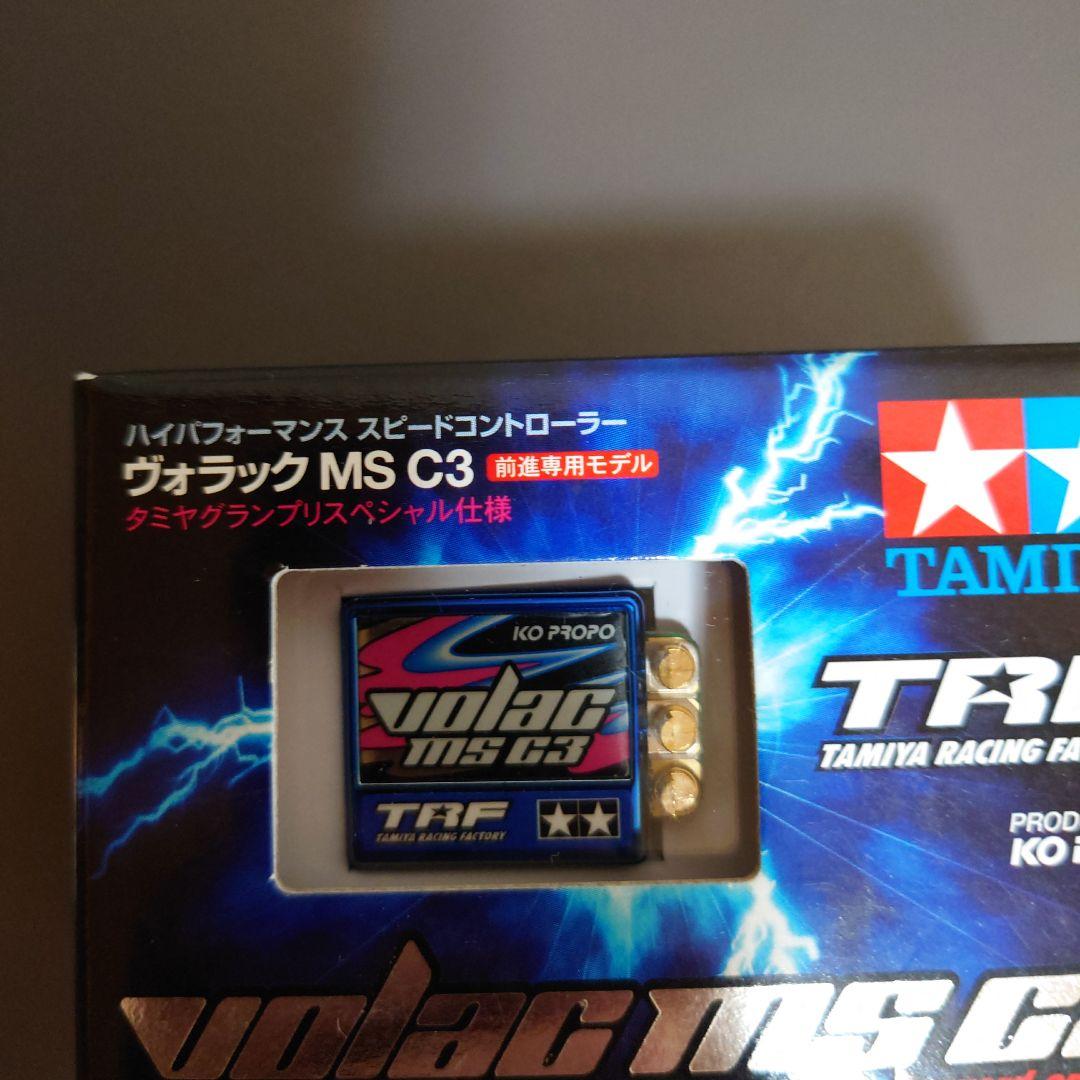 ハイパフォーマンス スピードコントローラー
ヴォラック MS C3 前進専用モデル
タミヤグランプリスペシャル仕様
TAMI
KO PROPO
volac
ms C3
TRF
TAMIYA RACING FACTORY
TRF
TAMIYA RACING FA
PROD
KO
volac ms C